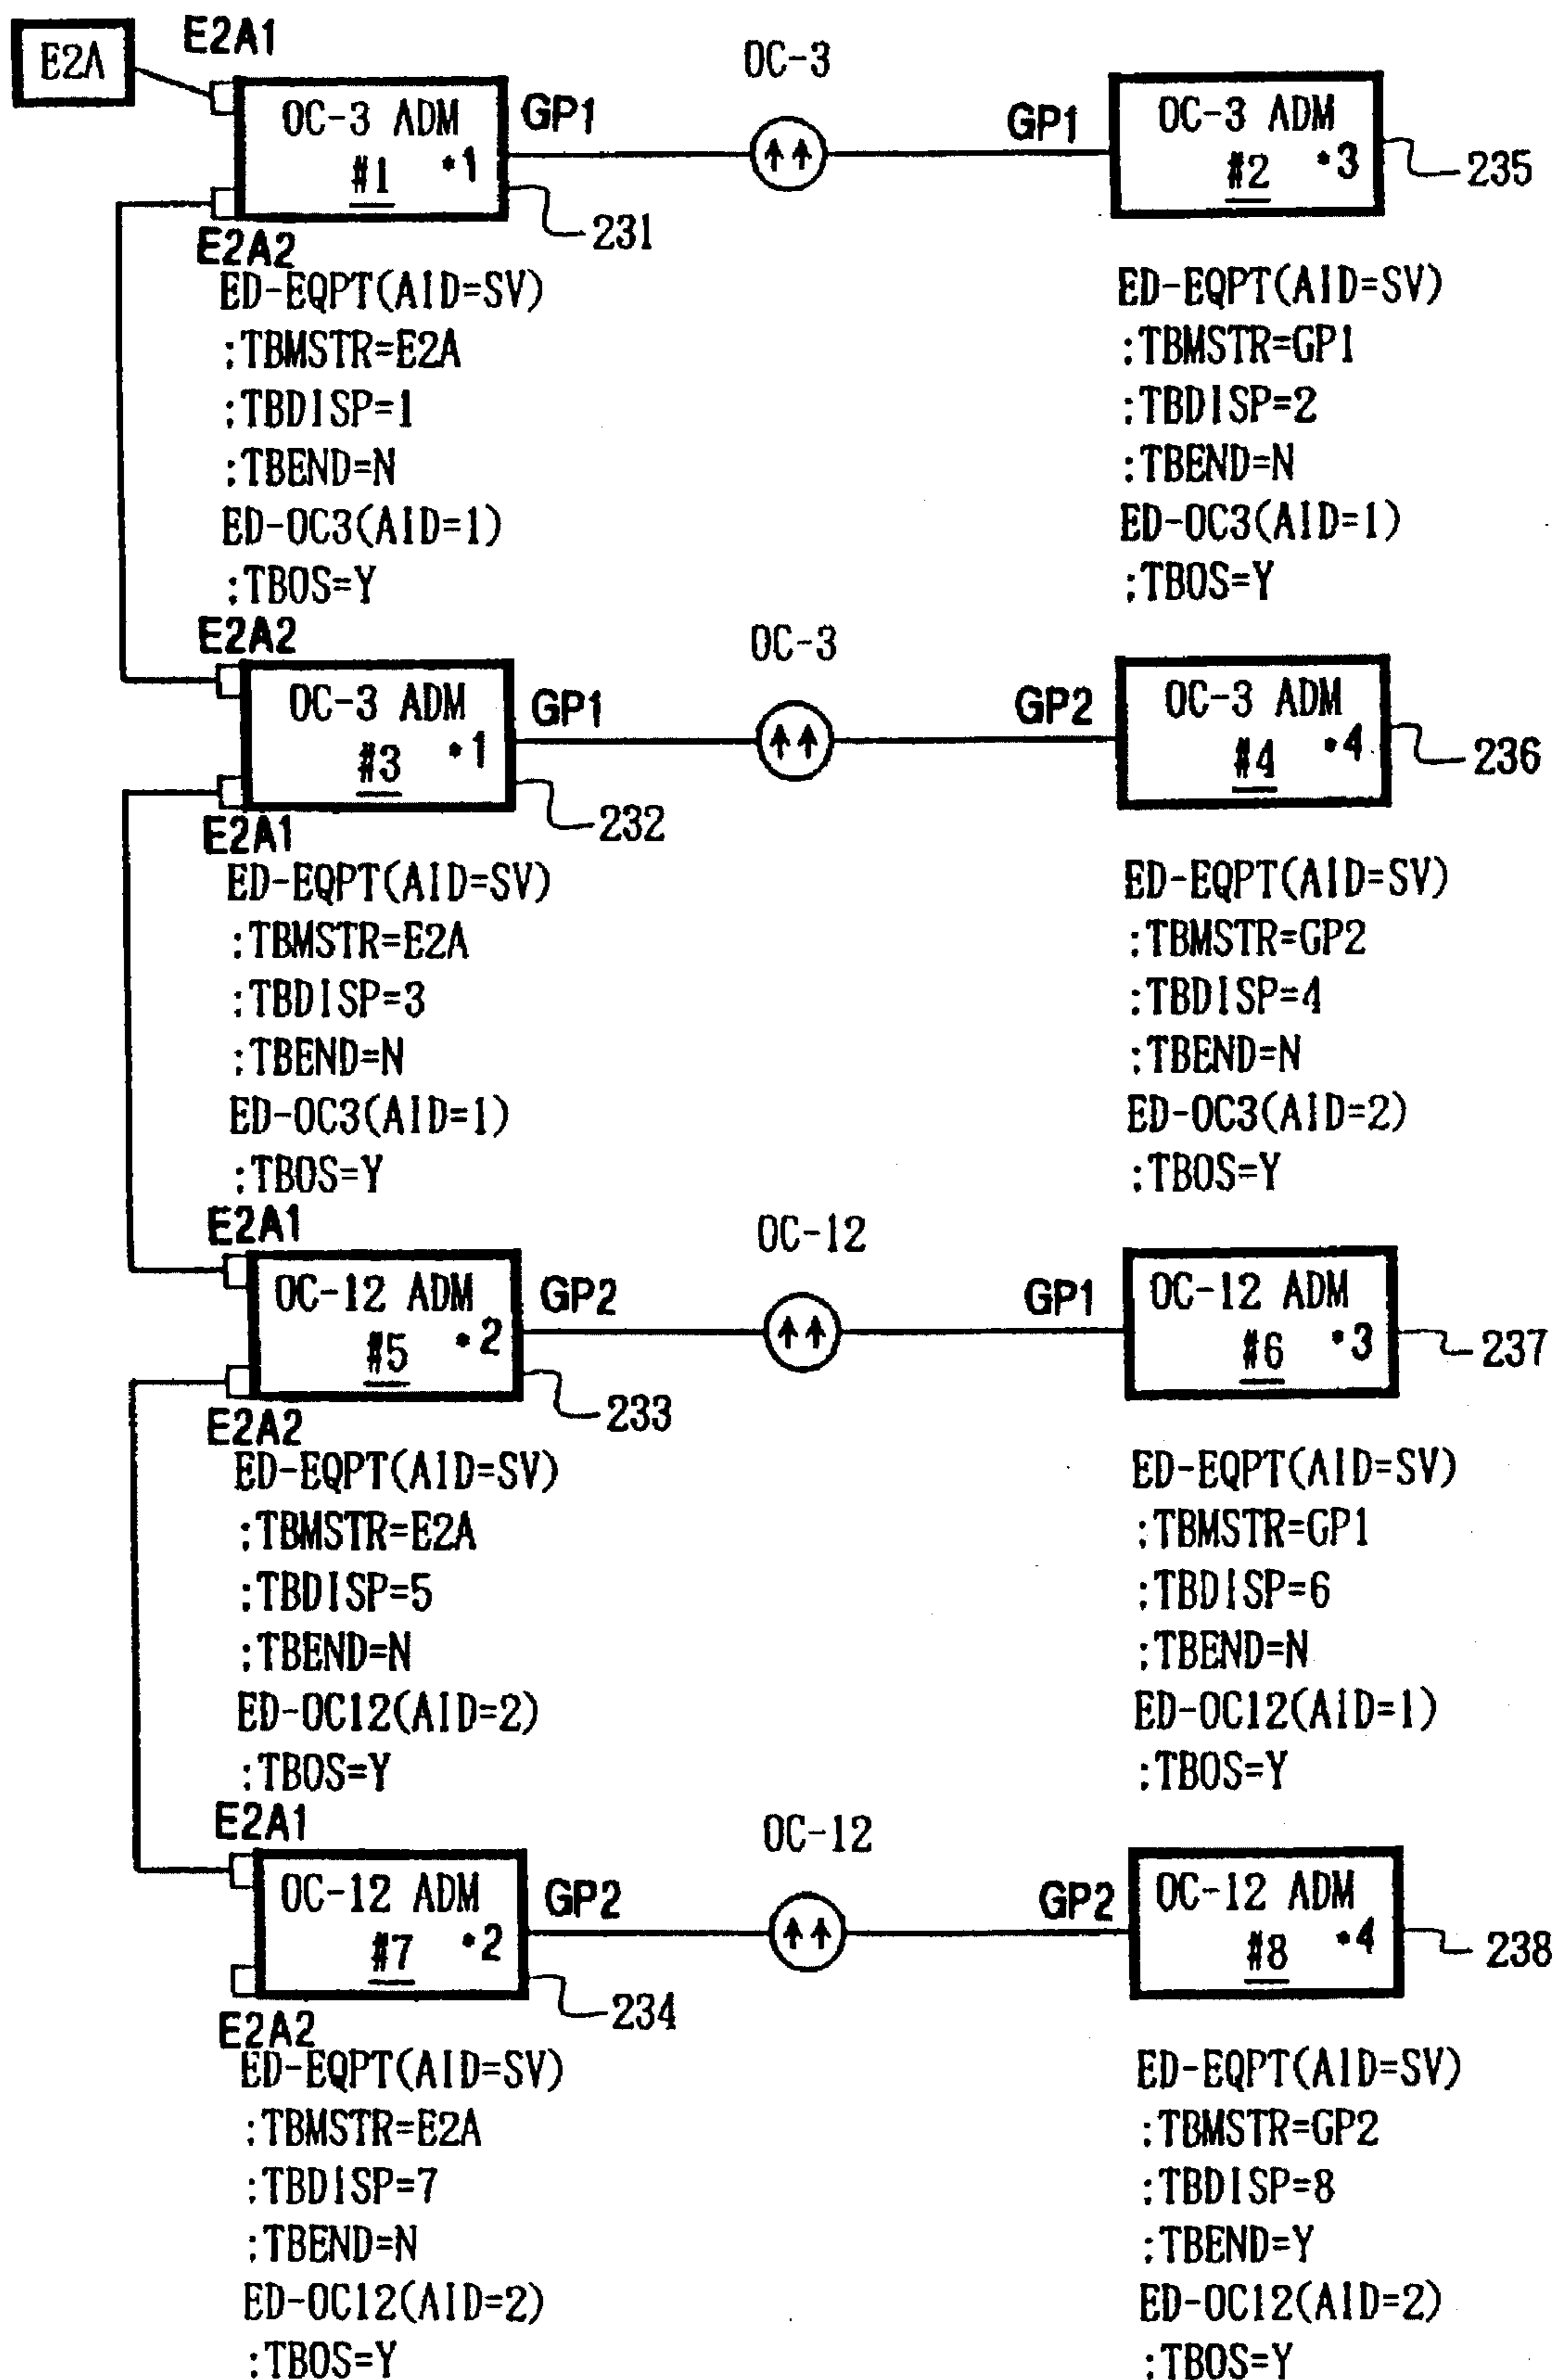 E2A
E2A1
OC-3 ADM
#1 *1
GP1
OC-3
GP1
OC-3 ADM
#2 *3
235
231
E2A2
ED-EQPT(AID=SV)
:TBMSTR=E2A
:TBDISP=1
:TBEND=N
ED-OC3(AID=1)
:TBOS=Y
ED-EQPT(AID=SV)
:TBMSTR=GP1
:TBDISP=2
:TBEND=N
ED-OC3(AID=1)
:TBOS=Y
E2A2
OC-3 ADM
#3 *1
GP1
OC-3
GP2
OC-3 ADM
#4 *4
236
232
E2A1
ED-EQPT(AID=SV)
:TBMSTR=E2A
:TBDISP=3
:TBEND=N
ED-OC3(AID=1)
:TBOS=Y
ED-EQPT(AID=SV)
:TBMSTR=GP2
:TBDISP=4
:TBEND=N
ED-OC3(AID=2)
:TBOS=Y
E2A1
OC-12 ADM
#5 *2
GP2
OC-12
GP1
OC-12 ADM
#6 *3
237
233
E2A2
ED-EQPT(AID=SV)
:TBMSTR=E2A
:TBDISP=5
:TBEND=N
ED-OC12(AID=2)
:TBOS=Y
ED-EQPT(AID=SV)
:TBMSTR=GP1
:TBDISP=6
:TBEND=N
ED-OC12(AID=1)
:TBOS=Y
E2A1
OC-12 ADM
#7 *2
GP2
OC-12
GP2
OC-12 ADM
#8 *4
238
234
E2A2
ED-EQPT(AID=SV)
:TBMSTR=E2A
:TBDISP=7
:TBEND=N
ED-OC12(AID=2)
:TBOS=Y
ED-EQPT(AID=SV)
:TBMSTR=GP2
:TBDISP=8
:TBEND=Y
ED-OC12(AID=2)
:TBOS=Y